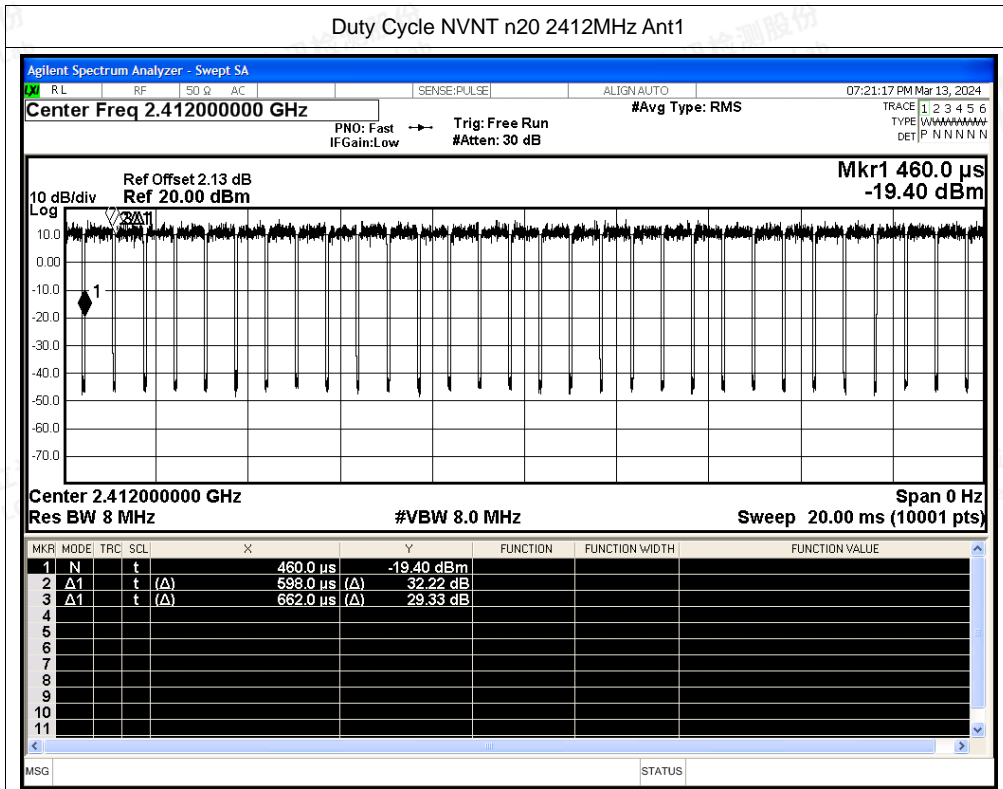 Duty Cycle NVNT n20 2412MHz Ant1
Agilent Spectrum Analyzer - Swept SA
LXI RL RF 50 Ω AC SENSE:PULSE ALIGN AUTO 07:21:17 PM Mar 13, 2024
Center Freq 2.412000000 GHz #Avg Type: RMS TRACE 1 2 3 4 5 6
PNO: Fast Trig: Free Run TYPE
IFGain:Low #Atten: 30 dB DET P N N N N N
Mkr1 460.0 µs
Ref Offset 2.13 dB
10 dB/div Ref 20.00 dBm -19.40 dBm
Log
10.0
0.00
-10.0
1
-20.0
-30.0
-40.0
-50.0
-60.0
-70.0
Center 2.412000000 GHz Span 0 Hz
Res BW 8 MHz #VBW 8.0 MHz Sweep 20.00 ms (10001 pts)
MKR MODE TRC SCL X Y FUNCTION FUNCTION WIDTH FUNCTION VALUE
1 N t 460.0 µs -19.40 dBm
2 Δ1 t (Δ) 598.0 µs (Δ) 32.22 dB
3 Δ1 t (Δ) 662.0 µs (Δ) 29.33 dB
4
5
6
7
8
9
10
11
MSG STATUS